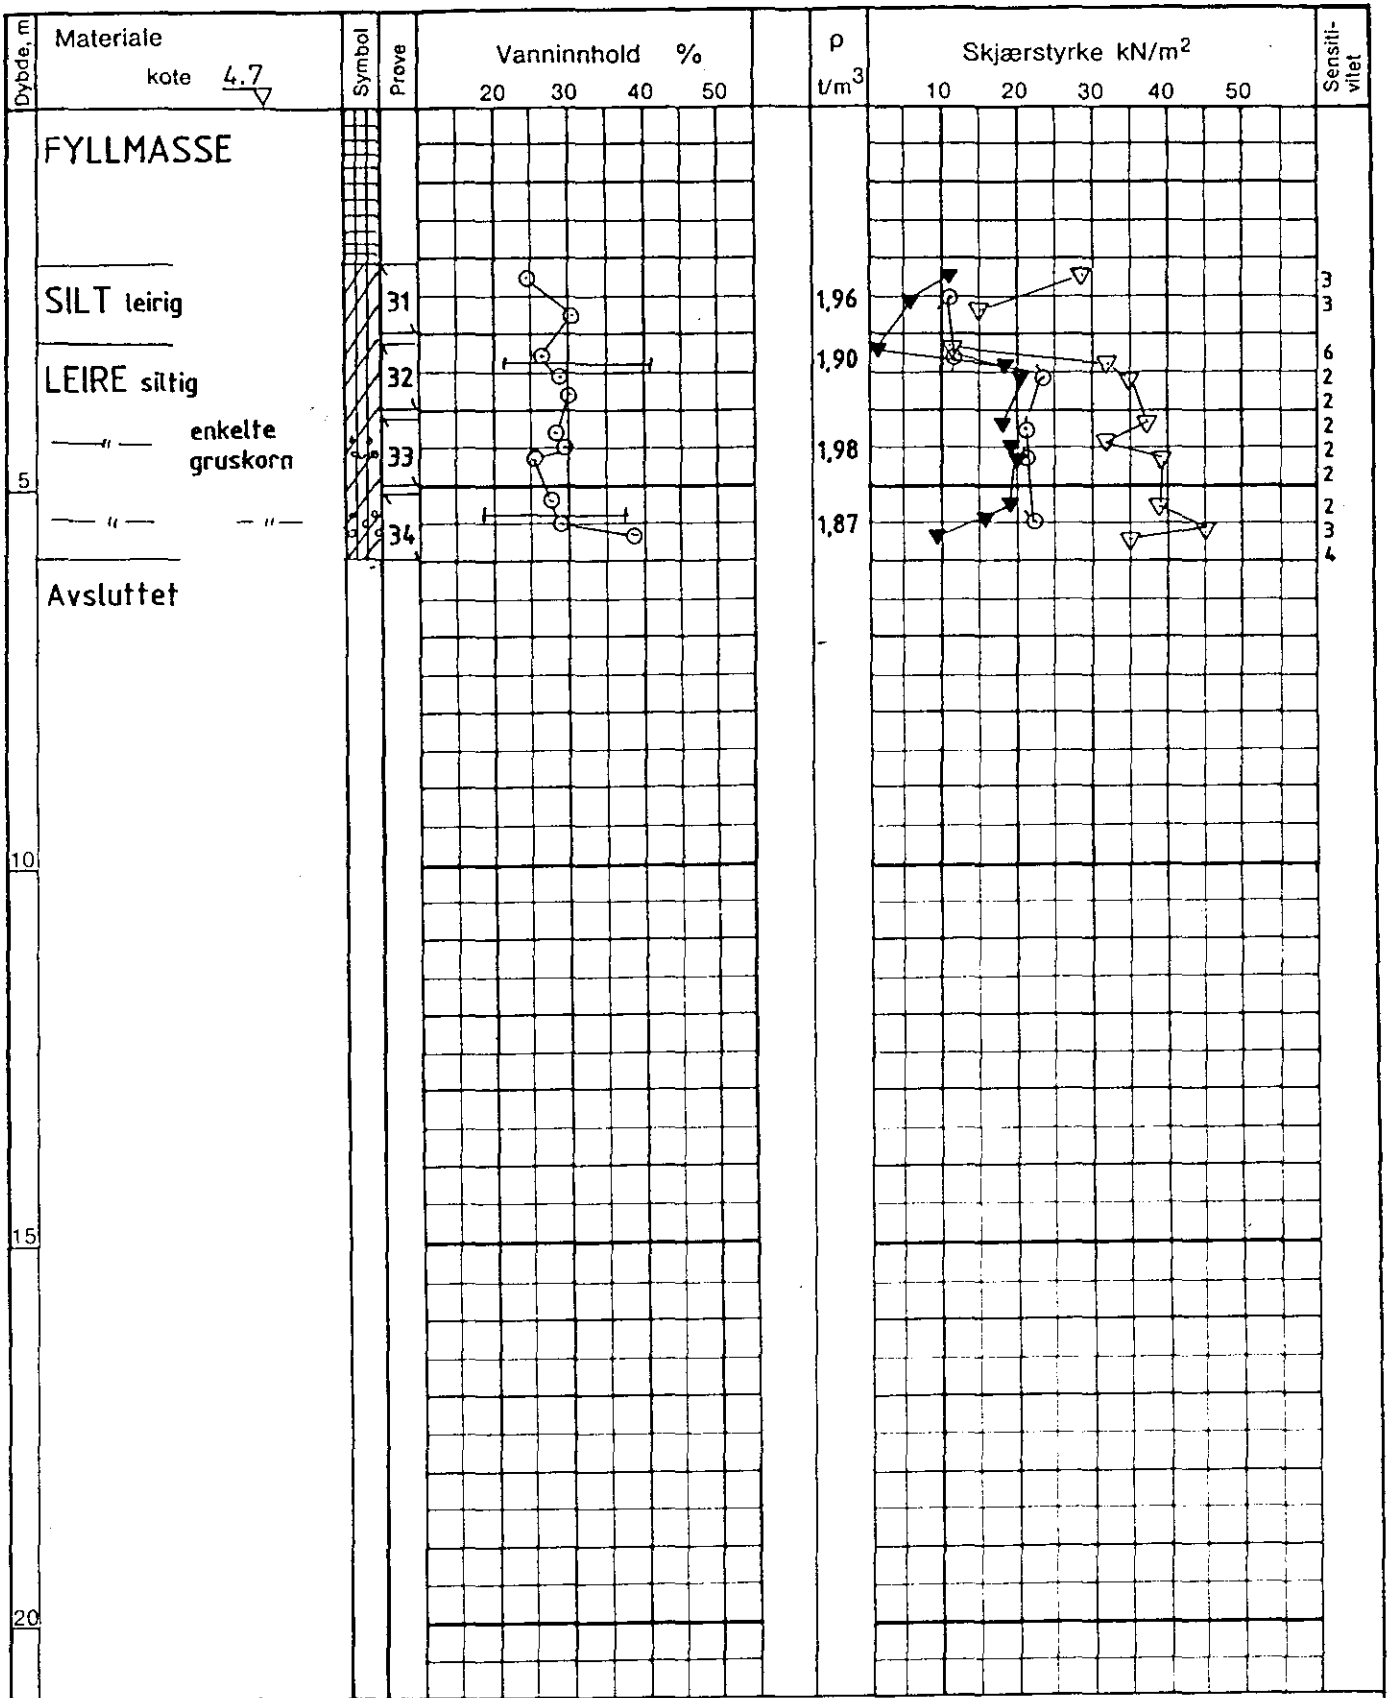 Dybde, m
Materiale
kote 4.7
Symbol
Prøve
Vanninnhold %
20 30 40 50
ρ
t/m³
Skjærstyrke kN/m²
10 20 30 40 50
Sensiti-
vitet
FYLLMASSE
SILT leirig
31
1,96
3
3
LEIRE siltig
32
1,90
6
2
2
—〃— enkelte
gruskorn
33
1,98
2
2
2
5
—〃— —〃—
34
1,87
2
3
4
Avsluttet
10
15
20